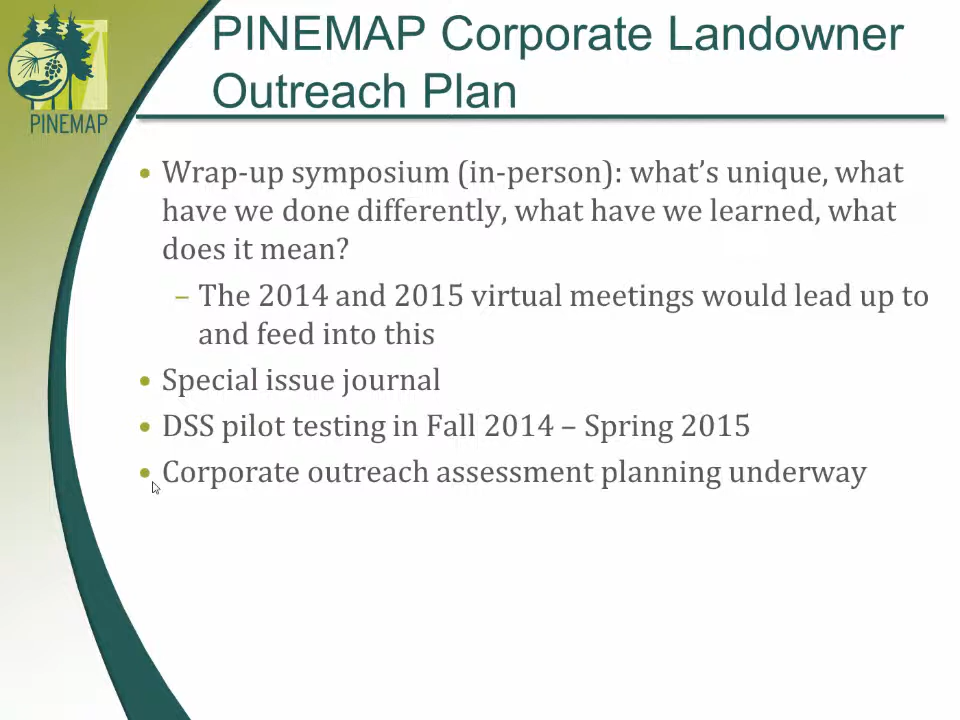 PINEMAP Corporate Landowner
Outreach Plan
PINEMAP
• Wrap-up symposium (in-person): what’s unique, what
have we done differently, what have we learned, what
does it mean?
– The 2014 and 2015 virtual meetings would lead up to
and feed into this
• Special issue journal
• DSS pilot testing in Fall 2014 – Spring 2015
• Corporate outreach assessment planning underway